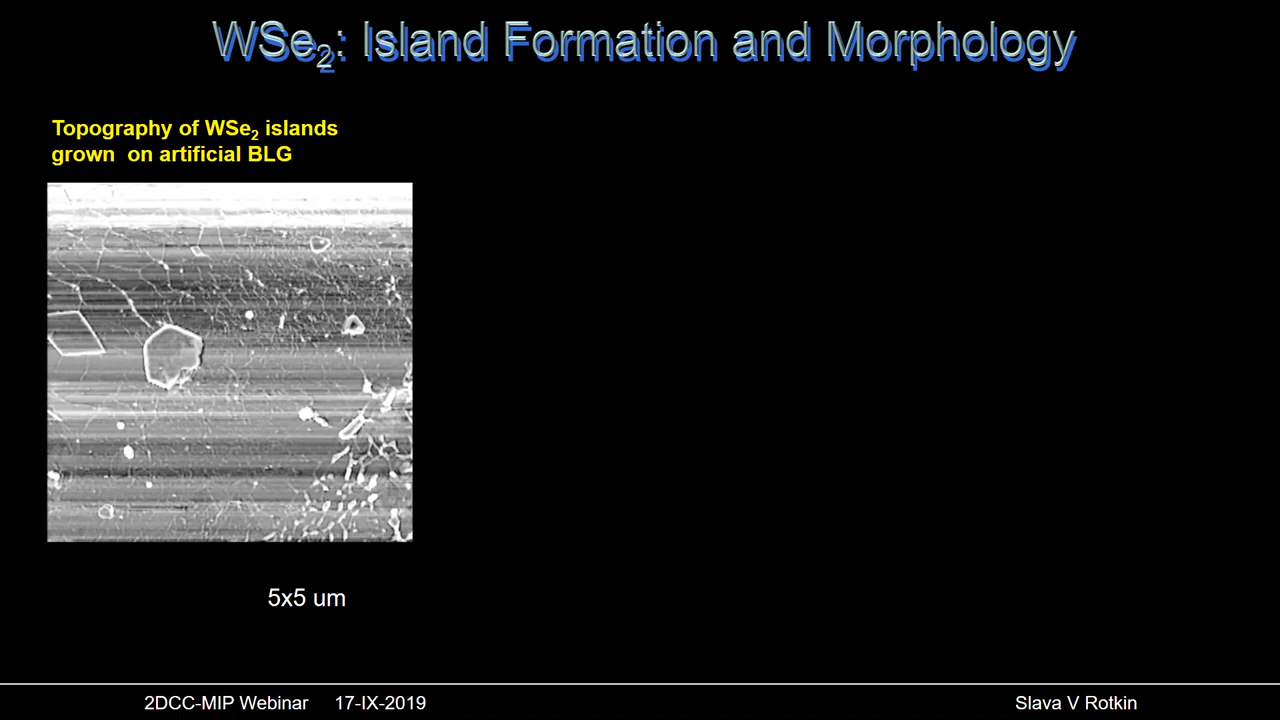 WSe2: Island Formation and Morphology
Topography of WSe2 islands
grown on artificial BLG
5x5 um
2DCC-MIP Webinar 17-IX-2019 Slava V Rotkin